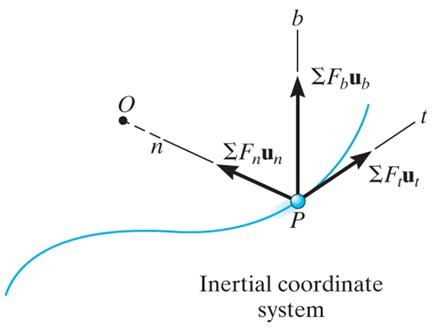 b
ΣF_b u_b
O
t
n
ΣF_n u_n
ΣF_t u_t
P
Inertial coordinate
system